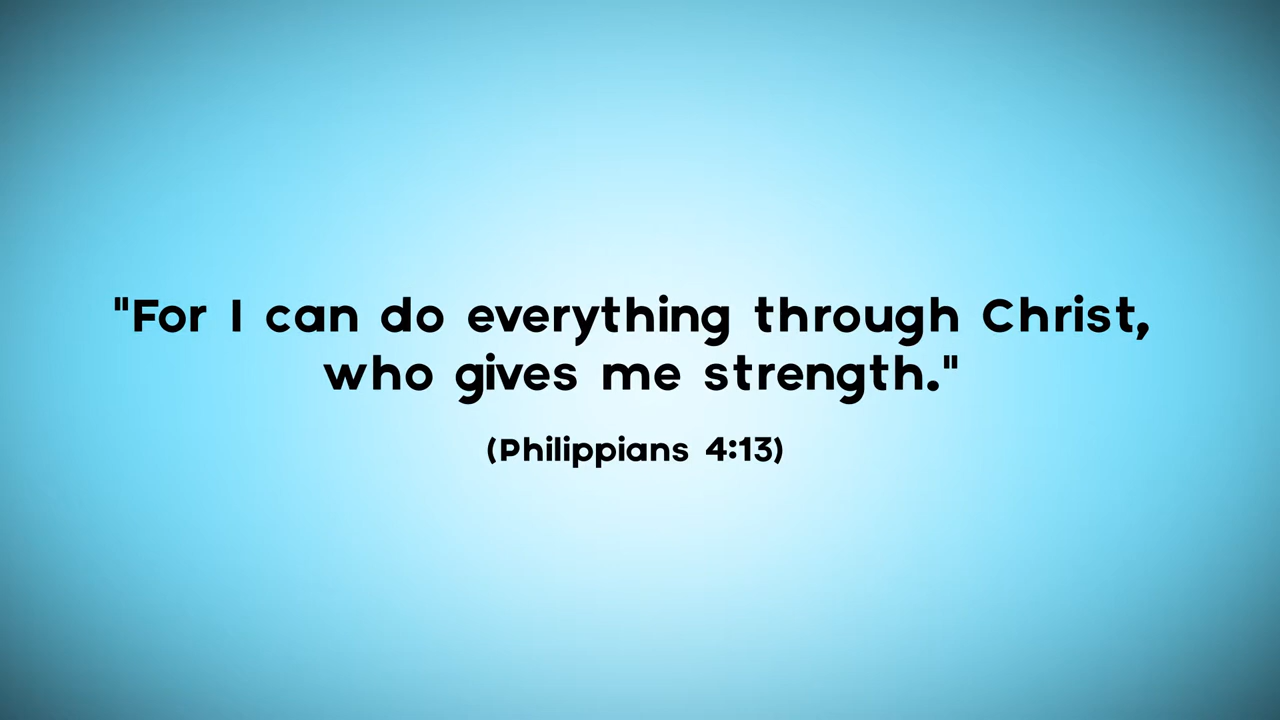 "For I can do everything through Christ,
who gives me strength."
(Philippians 4:13)